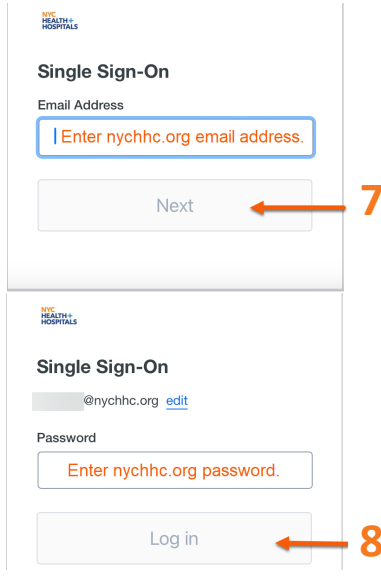 NYC
HEALTH+
HOSPITALS
Single Sign-On
Email Address
Enter nychhc.org email address.
Next
7
NYC
HEALTH+
HOSPITALS
Single Sign-On
@nychhc.org edit
Password
Enter nychhc.org password.
Log in
8